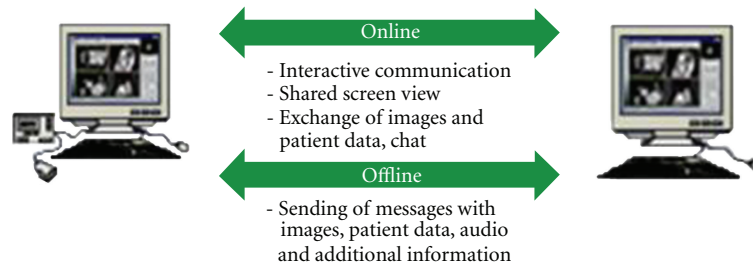 Online
- Interactive communication
- Shared screen view
- Exchange of images and
patient data, chat
Offline
- Sending of messages with
images, patient data, audio
and additional information